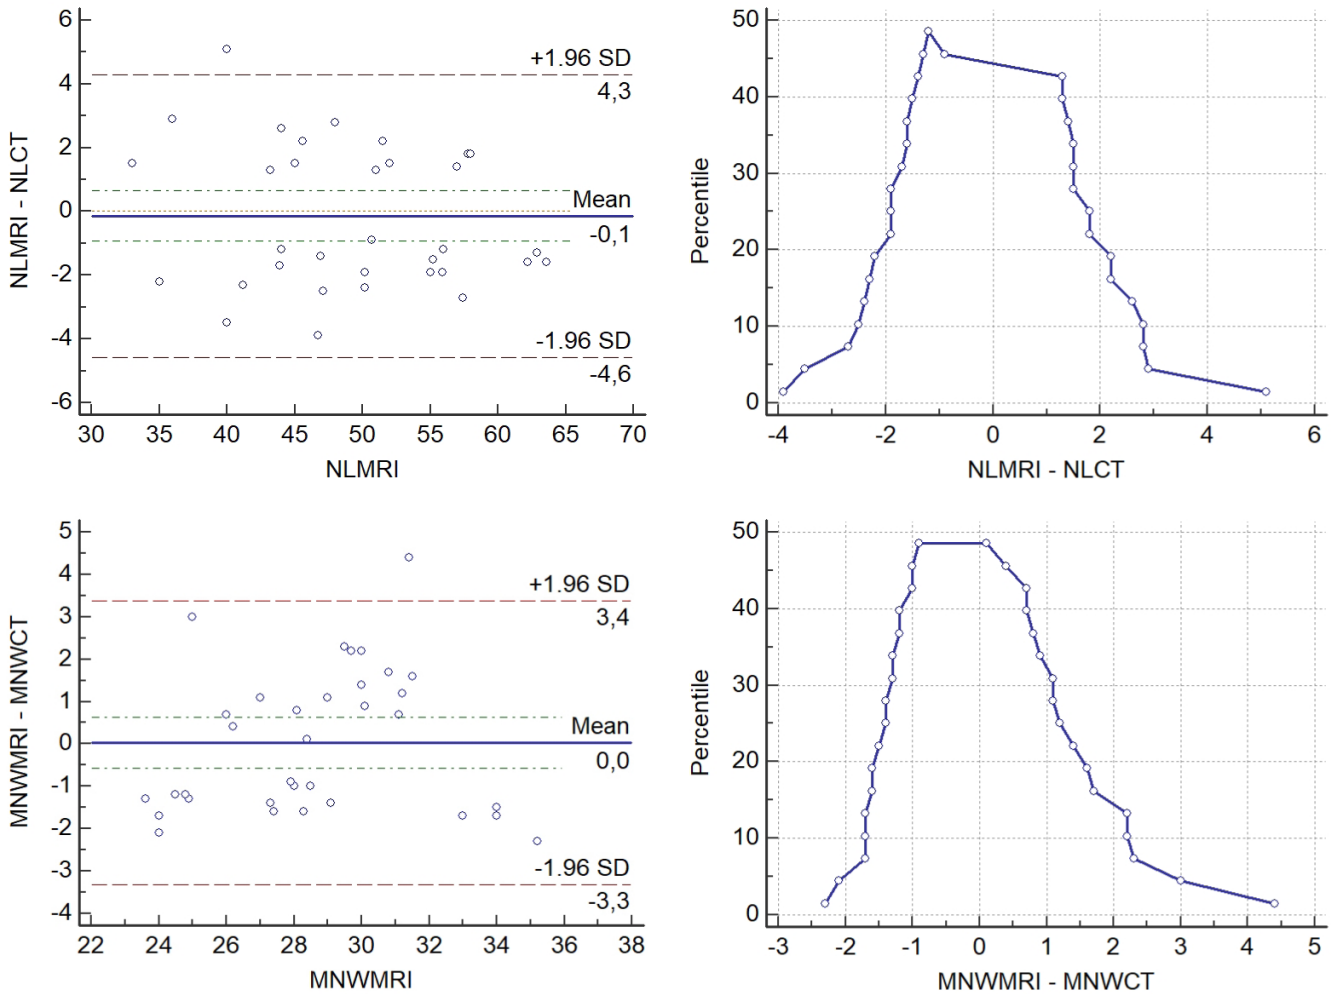 6
4
2
0
-2
-4
-6
NLMRI - NLCT
+1.96 SD
4,3
Mean
-0,1
-1.96 SD
-4,6
30 35 40 45 50 55 60 65 70
NLMRI
50
40
30
20
10
0
Percentile
-4 -2 0 2 4 6
NLMRI - NLCT
5
4
3
2
1
0
-1
-2
-3
-4
MNWMRI - MNWCT
+1.96 SD
3,4
Mean
0,0
-1.96 SD
-3,3
22 24 26 28 30 32 34 36 38
MNWMRI
50
40
30
20
10
0
Percentile
-3 -2 -1 0 1 2 3 4 5
MNWMRI - MNWCT